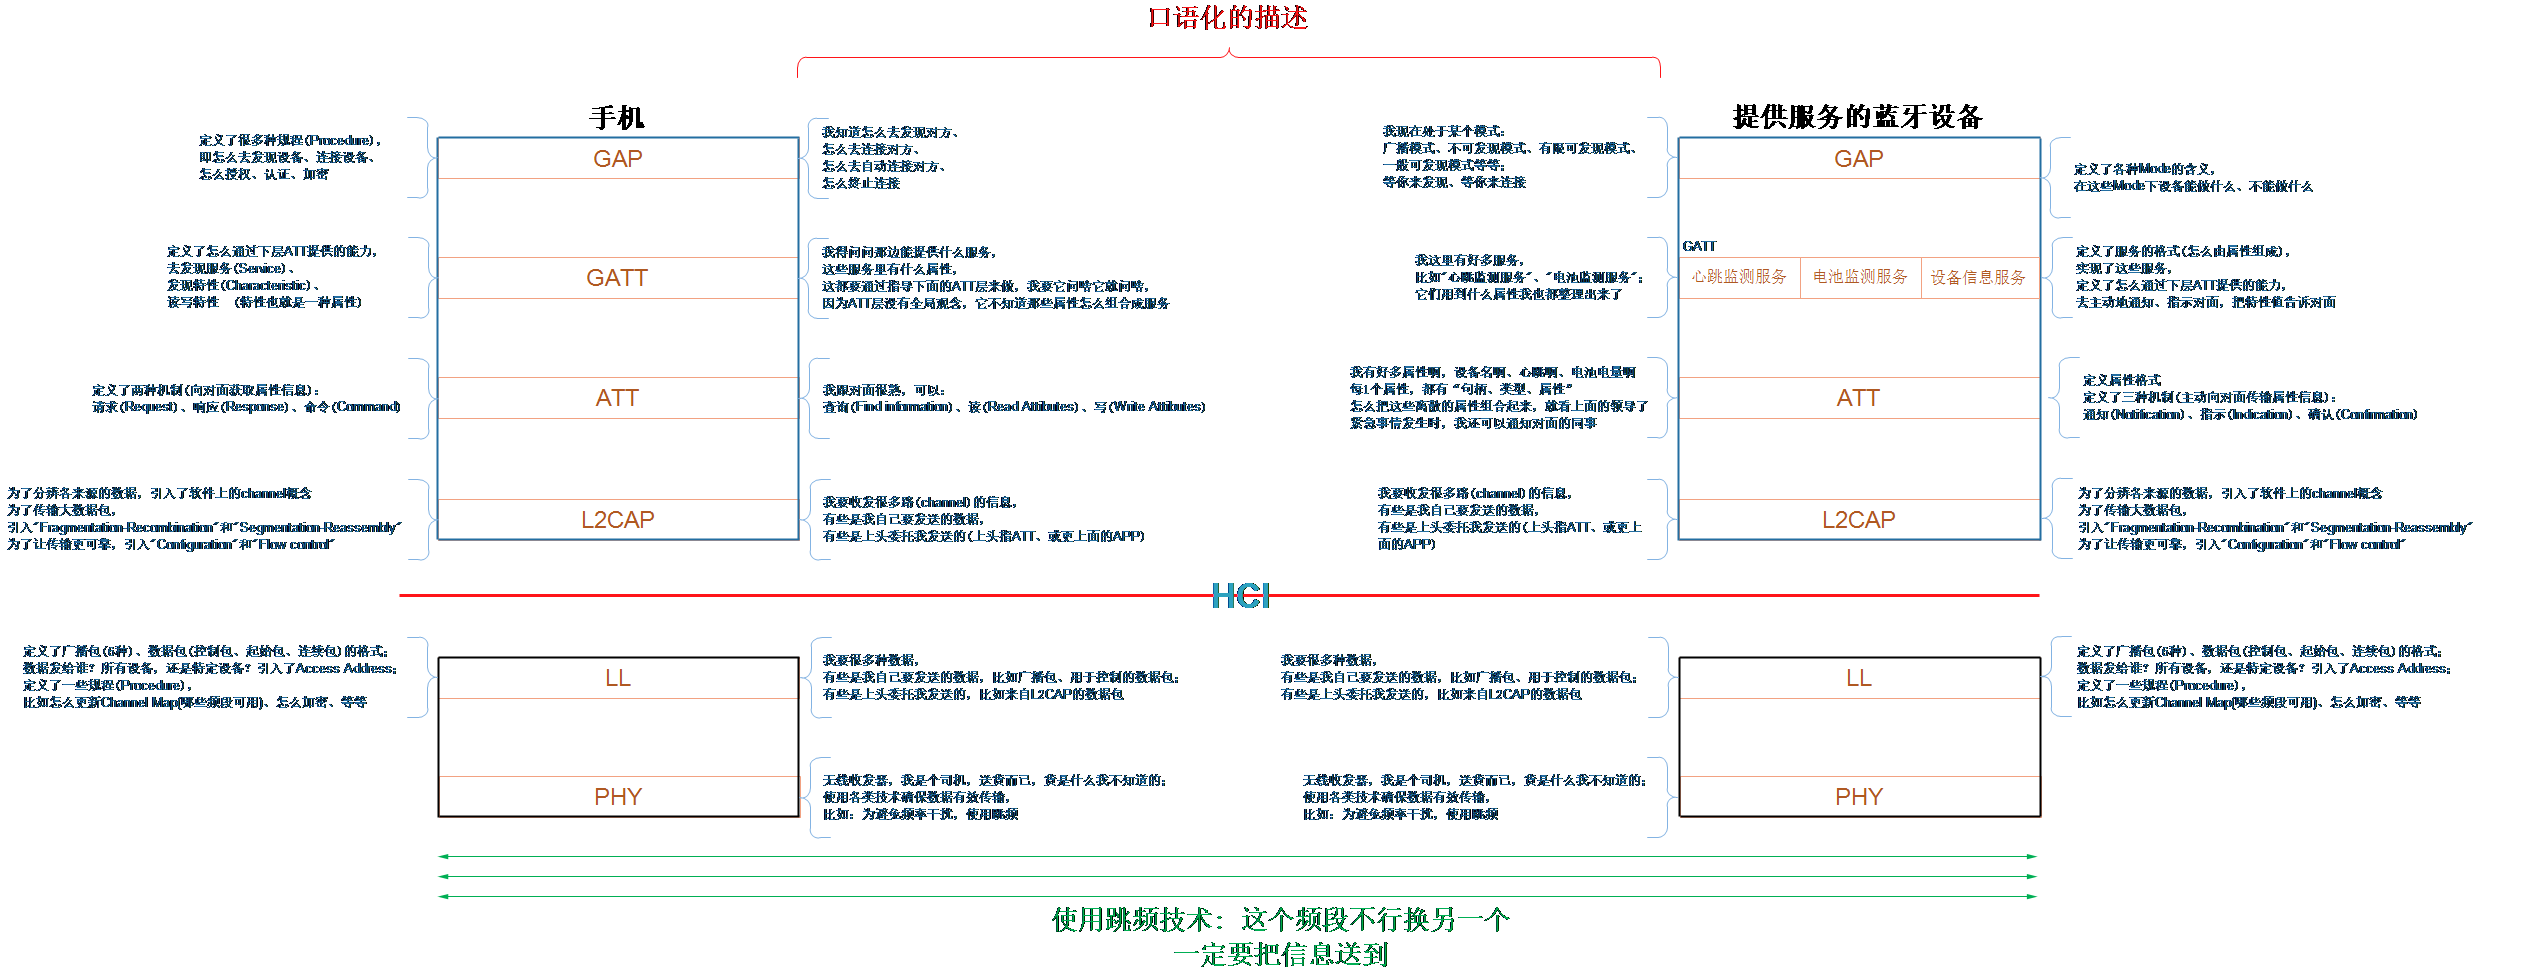 口语化的描述
手机
提供服务的蓝牙设备
定义了很多种规程(Procedure),
即怎么去发现设备、连接设备、
怎么授权、认证、加密
GAP
我知道怎么去发现对方、
怎么去连接对方、
怎么去自动连接对方、
怎么终止连接
我现在处于某个模式:
广播模式、不可发现模式、有限可发现模式、
一般可发现模式等等;
等你来发现、等你来连接
GAP
定义了各种Mode的含义,
在这些Mode下设备能做什么、不能做什么
定义了怎么通过下层ATT提供的能力,
去发现服务(Service)、
发现特性(Characteristic)、
读写特性 (特性也就是一种属性)
GATT
我得问问那边能提供什么服务,
这些服务里有什么属性,
这都要通过指导下面的ATT层来做, 我要它问啥它就问啥,
因为ATT层没有全局观念, 它不知道那些属性怎么组合成服务
我这里有好多服务,
比如"心跳监测服务"、"电池监测服务";
它们用到什么属性我也都整理出来了
GATT
心跳监测服务
电池监测服务
设备信息服务
定义了服务的格式(怎么由属性组成),
实现了这些服务,
定义了怎么通过下层ATT提供的能力,
去主动地通知、指示对面, 把特性值告诉对面
定义了两种机制(向对面获取属性信息):
请求(Request)、响应(Response)、命令(Command)
ATT
我跟对面很熟, 可以:
查询(Find information)、读(Read Attibutes)、写(Write Attibutes)
我有好多属性啊, 设备名啊、心跳啊、电池电量啊
每1个属性, 都有“句柄、类型、属性”
怎么把这些离散的属性组合起来, 就看上面的领导了
紧急事情发生时, 我还可以通知对面的同事
ATT
定义属性格式
定义了三种机制(主动向对面传输属性信息):
通知(Notification)、指示(Indication)、确认(Confirmation)
为了分辨各来源的数据, 引入了软件上的channel概念
为了传输大数据包,
引入"Fragmentation-Recombination"和"Segmentation-Reassembly"
为了让传输更可靠, 引入"Configuration"和"Flow control"
L2CAP
我要收发很多路(channel)的信息,
有些是我自己要发送的数据,
有些是上头委托我发送的(上头指ATT、或更上面的APP)
我要收发很多路(channel)的信息,
有些是我自己要发送的数据,
有些是上头委托我发送的(上头指ATT、或更上
面的APP)
L2CAP
为了分辨各来源的数据, 引入了软件上的channel概念
为了传输大数据包,
引入"Fragmentation-Recombination"和"Segmentation-Reassembly"
为了让传输更可靠, 引入"Configuration"和"Flow control"
HCI
定义了广播包(6种)、数据包(控制包、起始包、连续包)的格式;
数据发给谁? 所有设备, 还是特定设备? 引入了Access Address;
定义了一些规程(Procedure),
比如怎么更新Channel Map(哪些频段可用)、怎么加密、等等
LL
我要很多种数据,
有些是我自己要发送的数据, 比如广播包、用于控制的数据包;
有些是上头委托我发送的, 比如来自L2CAP的数据包
我要很多种数据,
有些是我自己要发送的数据, 比如广播包、用于控制的数据包;
有些是上头委托我发送的, 比如来自L2CAP的数据包
LL
定义了广播包(6种)、数据包(控制包、起始包、连续包)的格式;
数据发给谁? 所有设备, 还是特定设备? 引入了Access Address;
定义了一些规程(Procedure),
比如怎么更新Channel Map(哪些频段可用)、怎么加密、等等
PHY
无线收发器, 我是个司机, 送货而已, 货是什么我不知道的;
使用各类技术确保数据有效传输,
比如: 为避免频率干扰, 使用跳频
无线收发器, 我是个司机, 送货而已, 货是什么我不知道的;
使用各类技术确保数据有效传输,
比如: 为避免频率干扰, 使用跳频
PHY
使用跳频技术: 这个频段不行换另一个
一定要把信息送到